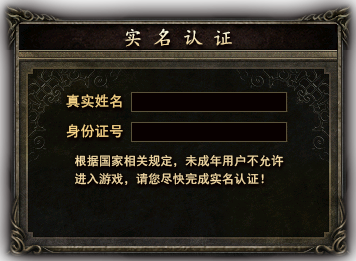 实名认证
真实姓名
身份证号
根据国家相关规定，未成年用户不允许
进入游戏，请您尽快完成实名认证！